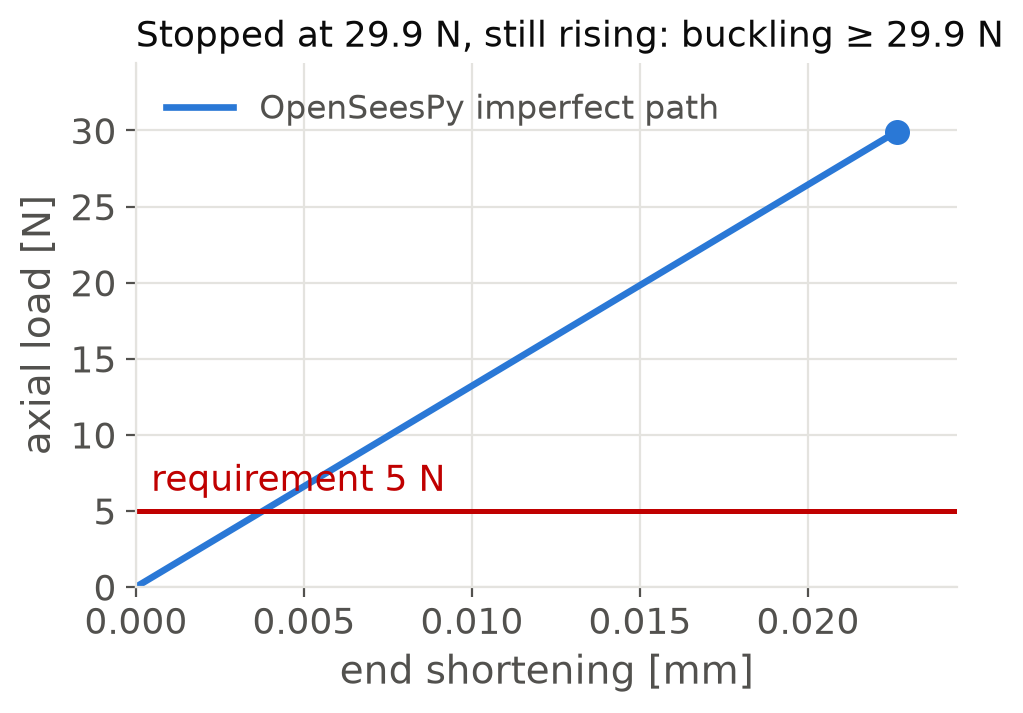 Stopped at 29.9 N, still rising: buckling ≥ 29.9 N
OpenSeesPy imperfect path
axial load [N]
30
25
20
15
10
5
0
requirement 5 N
0.000 0.005 0.010 0.015 0.020
end shortening [mm]